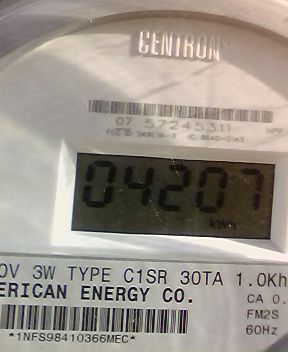 CENTRON
07 57245311
04207
kWh
0V 3W TYPE C1SR 30TA 1.0Kh
ERICAN ENERGY CO.
CA 0.
FM2S
60Hz
*1NFS98410366MEC*